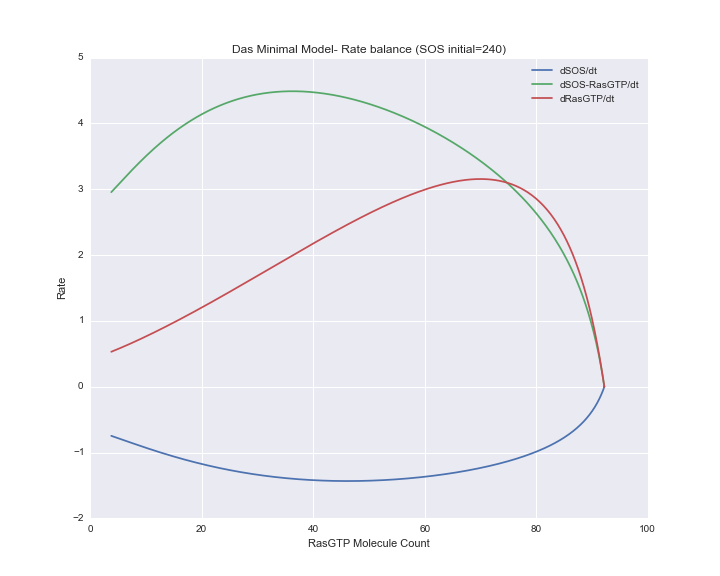 Das Minimal Model- Rate balance (SOS initial=240)
dSOS/dt
dSOS-RasGTP/dt
dRasGTP/dt
5
4
3
2
1
0
−1
−2
Rate
0 20 40 60 80 100
RasGTP Molecule Count